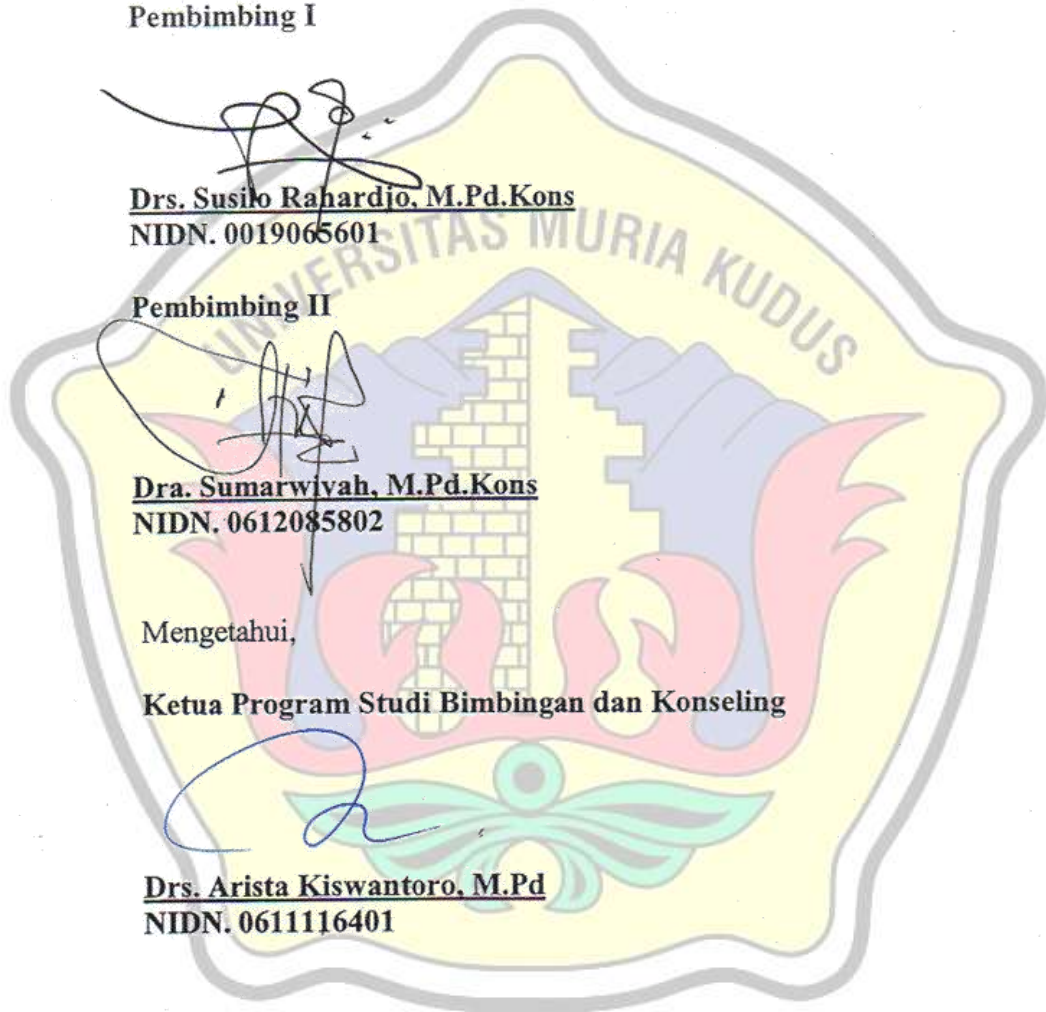 Pembimbing I
Drs. Susilo Rahardjo, M.Pd.Kons
NIDN. 0019065601
UNIVERSITAS MURIA KUDUS
Pembimbing II
Dra. Sumarwiyah, M.Pd.Kons
NIDN. 0612085802
Mengetahui,
Ketua Program Studi Bimbingan dan Konseling
Drs. Arista Kiswantoro, M.Pd
NIDN. 0611116401